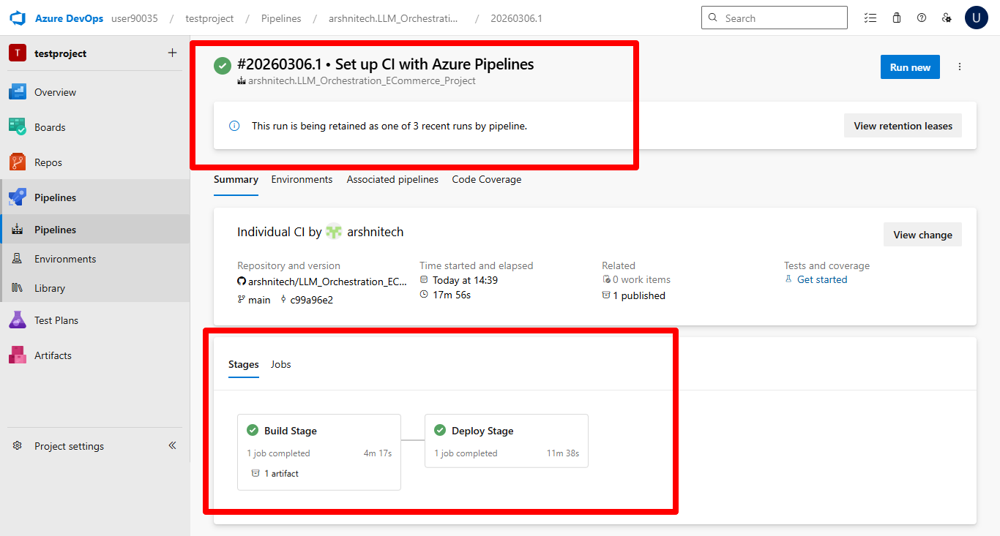 Azure DevOps user90035 / testproject / Pipelines / arshnitech.LLM_Orchestrati... / 20260306.1
Search
U
T testproject
Overview
Boards
Repos
Pipelines
Pipelines
Environments
Library
Test Plans
Artifacts
Project settings
#20260306.1 • Set up CI with Azure Pipelines
arshnitech.LLM_Orchestration_ECommerce_Project
Run new
This run is being retained as one of 3 recent runs by pipeline.
View retention leases
Summary Environments Associated pipelines Code Coverage
Individual CI by arshnitech
View change
Repository and version
arshnitech/LLM_Orchestration_EC...
main c99a96e2
Time started and elapsed
Today at 14:39
17m 56s
Related
0 work items
1 published
Tests and coverage
Get started
Stages Jobs
Build Stage
1 job completed 4m 17s
1 artifact
Deploy Stage
1 job completed 11m 38s